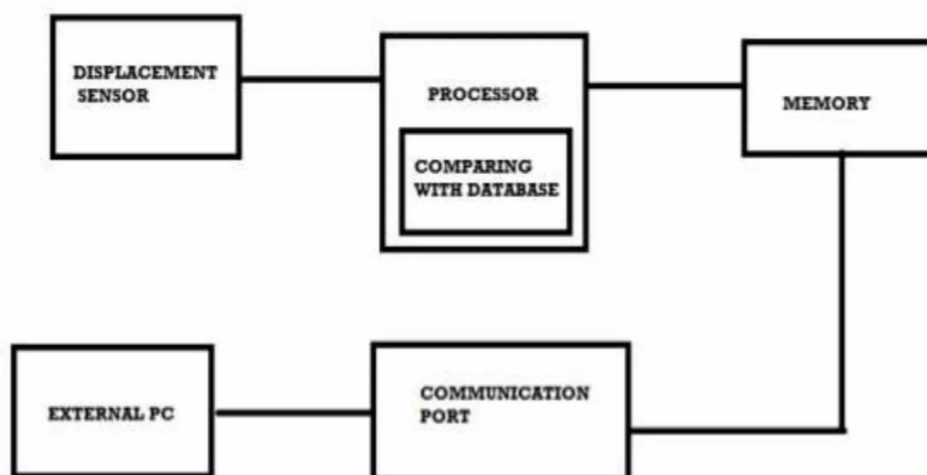 DISPLACEMENT
SENSOR
PROCESSOR
COMPARING
WITH DATABASE
MEMORY
EXTERNAL PC
COMMUNICATION
PORT